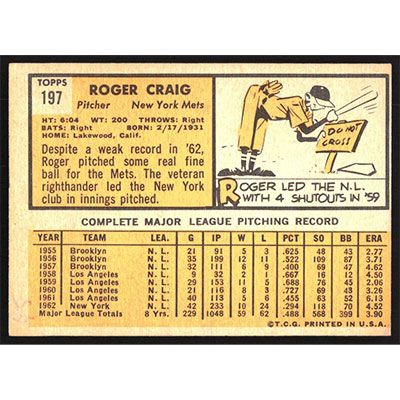 TOPPS
197
ROGER CRAIG
Pitcher New York Mets
HT: 6:04 WT: 200 THROWS: Right
BATS: Right BORN: 2/17/1931
HOME: Lakewood, Calif.
Despite a weak record in '62,
Roger pitched some real fine
ball for the Mets. The veteran
righthander led the New York
club in innings pitched.
DO NOT
CROSS
ROGER LED THE N.L.
WITH 4 SHUTOUTS IN '59
COMPLETE MAJOR LEAGUE PITCHING RECORD
YEAR TEAM LEA. G IP W L PCT SO BB ERA
1955 Brooklyn N.L. 21 91 5 3 .625 48 43 2.77
1956 Brooklyn N.L. 35 199 12 11 .522 109 87 3.71
1957 Brooklyn N.L. 32 111 6 9 .400 69 47 4.62
1958 Los Angeles N.L. 9 32 2 1 .667 16 12 4.50
1959 Los Angeles N.L. 29 153 11 5 .688 76 45 2.06
1960 Los Angeles N.L. 21 116 8 3 .727 69 43 3.26
1961 Los Angeles N.L. 40 113 5 6 .455 63 52
1962 New York N.L. 42 233 10 24 .294 118 70 4.52
Major League Totals 8 Yrs. 229 1048 59 62 .488 568 399 3.90
©T.C.G. PRINTED IN U.S.A.